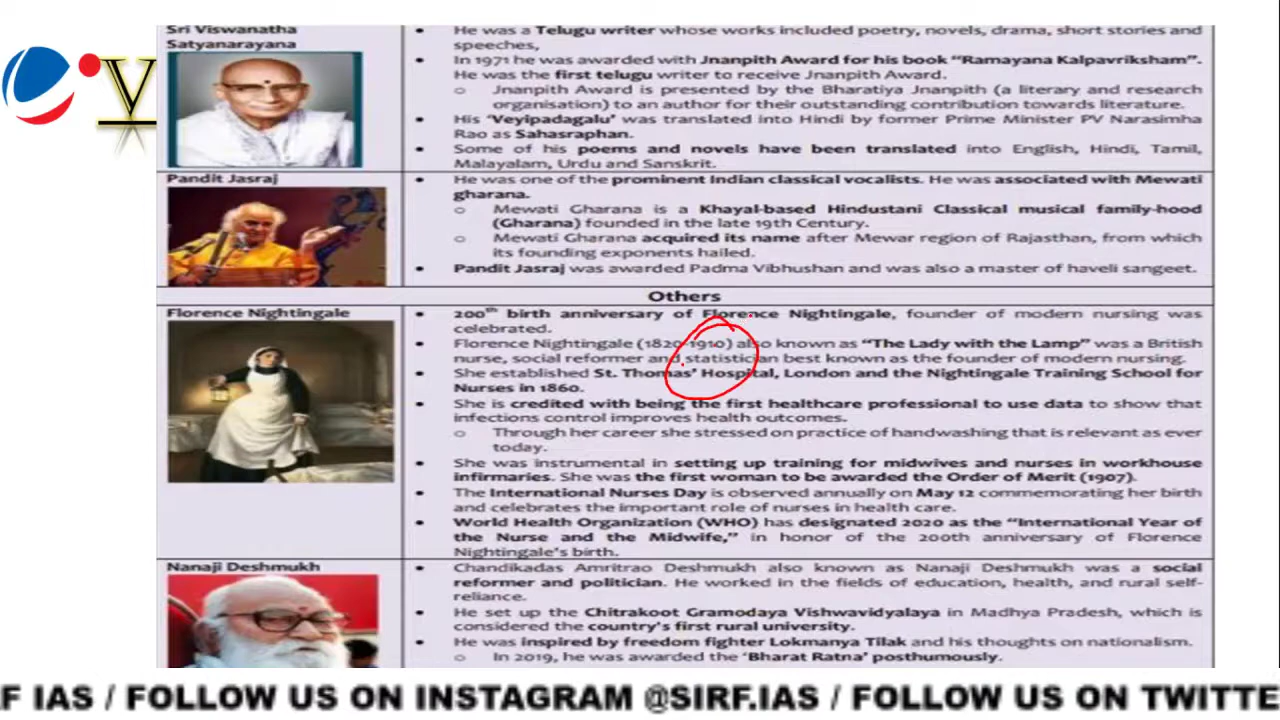 V
Sri Viswanatha
Satyanarayana
• He was a Telugu writer whose works included poetry, novels, drama, short stories and
speeches,
• In 1971 he was awarded with Jnanpith Award for his book “Ramayana Kalpavriksham”.
He was the first telugu writer to receive Jnanpith Award.
o Jnanpith Award is presented by the Bharatiya Jnanpith (a literary and research
organisation) to an author for their outstanding contribution towards literature.
• His ‘Veyipadagalu’ was translated into Hindi by former Prime Minister PV Narasimha
Rao as Sahasraphan.
• Some of his poems and novels have been translated into English, Hindi, Tamil,
Malayalam, Urdu and Sanskrit.
Pandit Jasraj
• He was one of the prominent Indian classical vocalists. He was associated with Mewati
gharana.
o Mewati Gharana is a Khayal-based Hindustani Classical musical family-hood
(Gharana) founded in the late 19th Century.
o Mewati Gharana acquired its name after Mewar region of Rajasthan, from which
its founding exponents hailed.
• Pandit Jasraj was awarded Padma Vibhushan and was also a master of haveli sangeet.
Others
Florence Nightingale
• 200th birth anniversary of Florence Nightingale, founder of modern nursing was
celebrated.
• Florence Nightingale (1820-1910) also known as “The Lady with the Lamp” was a British
nurse, social reformer and statistician best known as the founder of modern nursing.
• She established St. Thomas’ Hospital, London and the Nightingale Training School for
Nurses in 1860.
• She is credited with being the first healthcare professional to use data to show that
infections control improves health outcomes.
o Through her career she stressed on practice of handwashing that is relevant as ever
today.
• She was instrumental in setting up training for midwives and nurses in workhouse
infirmaries. She was the first woman to be awarded the Order of Merit (1907).
• The International Nurses Day is observed annually on May 12 commemorating her birth
and celebrates the important role of nurses in health care.
• World Health Organization (WHO) has designated 2020 as the “International Year of
the Nurse and the Midwife,” in honor of the 200th anniversary of Florence
Nightingale’s birth.
Nanaji Deshmukh
• Chandikadas Amritrao Deshmukh also known as Nanaji Deshmukh was a social
reformer and politician. He worked in the fields of education, health, and rural self-
reliance.
• He set up the Chitrakoot Gramodaya Vishwavidyalaya in Madhya Pradesh, which is
considered the country’s first rural university.
• He was inspired by freedom fighter Lokmanya Tilak and his thoughts on nationalism.
o In 2019, he was awarded the ‘Bharat Ratna’ posthumously.
F IAS / FOLLOW US ON INSTAGRAM @SIRF.IAS / FOLLOW US ON TWITTE